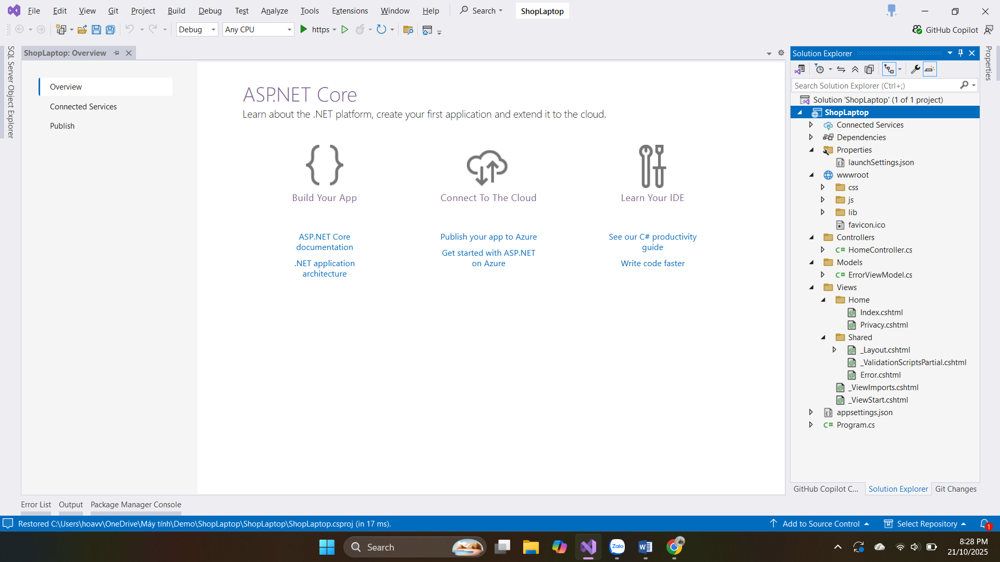 File Edit View Git Project Build Debug Test Analyze Tools Extensions Window Help Search ShopLaptop
Debug Any CPU https GitHub Copilot
SQL Server Object Explorer
ShopLaptop: Overview
Overview
Connected Services
Publish
ASP.NET Core
Learn about the .NET platform, create your first application and extend it to the cloud.
Build Your App
ASP.NET Core
documentation
.NET application
architecture
Connect To The Cloud
Publish your app to Azure
Get started with ASP.NET
on Azure
Learn Your IDE
See our C# productivity
guide
Write code faster
Solution Explorer
Search Solution Explorer (Ctrl+;)
Solution 'ShopLaptop' (1 of 1 project)
ShopLaptop
Connected Services
Dependencies
Properties
launchSettings.json
wwwroot
css
js
lib
favicon.ico
Controllers
C# HomeController.cs
Models
C# ErrorViewModel.cs
Views
Home
Index.cshtml
Privacy.cshtml
Shared
_Layout.cshtml
_ValidationScriptsPartial.cshtml
Error.cshtml
_ViewImports.cshtml
_ViewStart.cshtml
appsettings.json
C# Program.cs
GitHub Copilot C... Solution Explorer Git Changes
Properties
Error List Output Package Manager Console
Restored C:\Users\hoavv\OneDrive\Máy tính\Demo\ShopLaptop\ShopLaptop\ShopLaptop.csproj (in 17 ms). Add to Source Control Select Repository 1
Search Zalo W 8:28 PM
21/10/2025